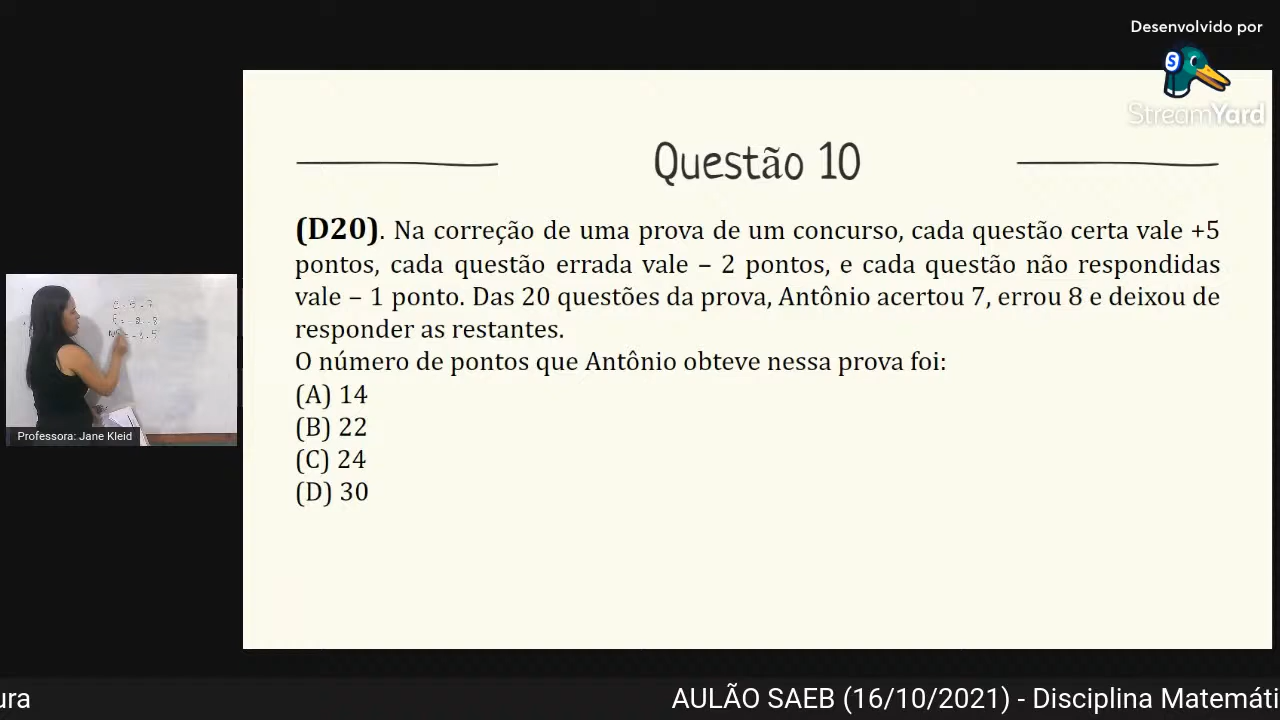 Desenvolvido por
StreamYard
Questão 10
(D20). Na correção de uma prova de um concurso, cada questão certa vale +5
pontos, cada questão errada vale – 2 pontos, e cada questão não respondidas
vale – 1 ponto. Das 20 questões da prova, Antônio acertou 7, errou 8 e deixou de
responder as restantes.
O número de pontos que Antônio obteve nessa prova foi:
(A) 14
(B) 22
(C) 24
(D) 30
Professora: Jane Kleid
ura
AULÃO SAEB (16/10/2021) - Disciplina Matemáti